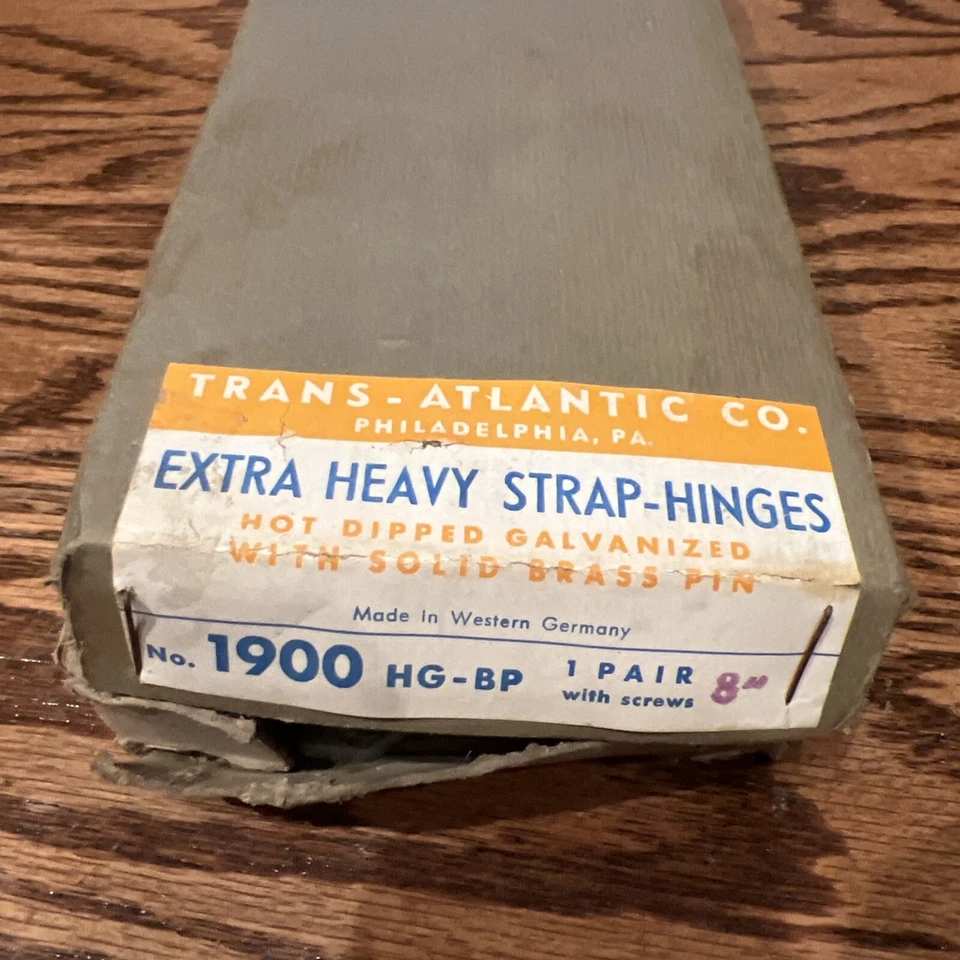 TRANS-ATLANTIC CO.
PHILADELPHIA, PA.
EXTRA HEAVY STRAP-HINGES
HOT DIPPED GALVANIZED
WITH SOLID BRASS PIN
Made in Western Germany
No. 1900 HG-BP 1 PAIR with screws 8"